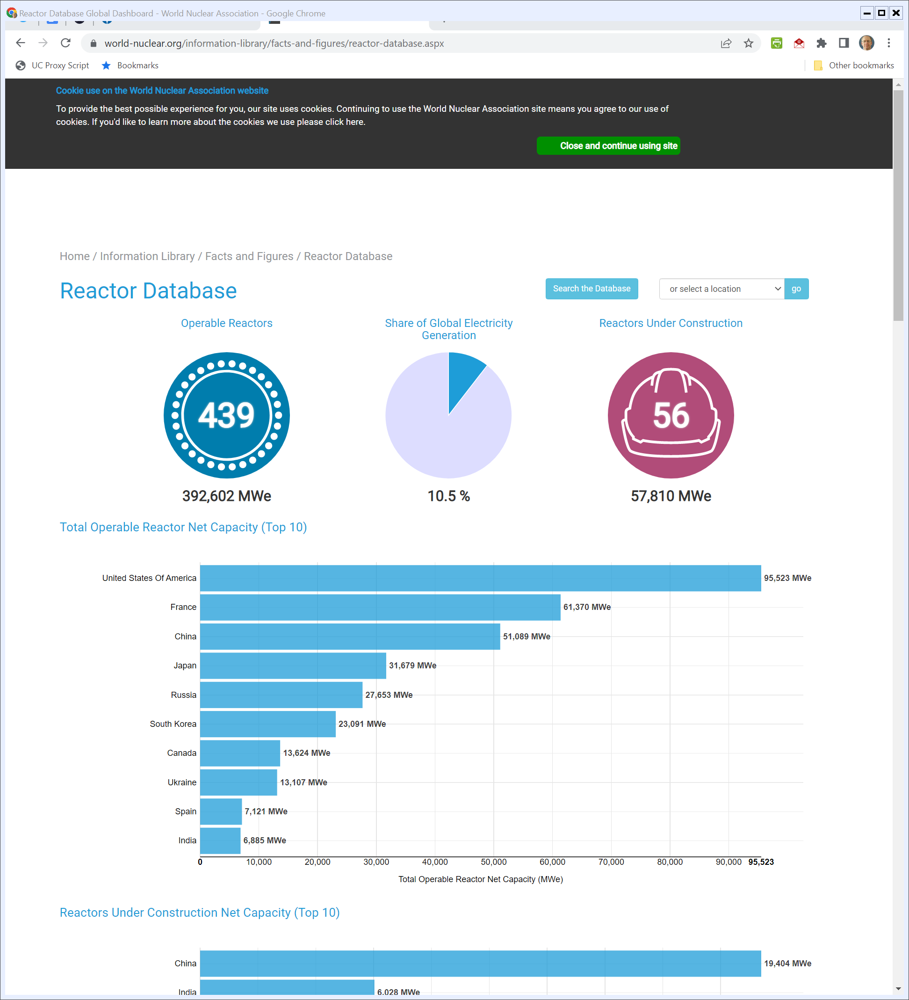 Reactor Database Global Dashboard - World Nuclear Association - Google Chrome
world-nuclear.org/information-library/facts-and-figures/reactor-database.aspx
UC Proxy Script
Bookmarks
Other bookmarks
Cookie use on the World Nuclear Association website
To provide the best possible experience for you, our site uses cookies. Continuing to use the World Nuclear Association site means you agree to our use of
cookies. If you'd like to learn more about the cookies we use please click here.
Close and continue using site
Home / Information Library / Facts and Figures / Reactor Database
Reactor Database
Search the Database
or select a location
go
Operable Reactors
439
392,602 MWe
Share of Global Electricity
Generation
10.5 %
Reactors Under Construction
56
57,810 MWe
Total Operable Reactor Net Capacity (Top 10)
United States Of America 95,523 MWe
France 61,370 MWe
China 51,089 MWe
Japan 31,679 MWe
Russia 27,653 MWe
South Korea 23,091 MWe
Canada 13,624 MWe
Ukraine 13,107 MWe
Spain 7,121 MWe
India 6,885 MWe
0 10,000 20,000 30,000 40,000 50,000 60,000 70,000 80,000 90,000 95,523
Total Operable Reactor Net Capacity (MWe)
Reactors Under Construction Net Capacity (Top 10)
China 19,404 MWe
India 6,028 MWe